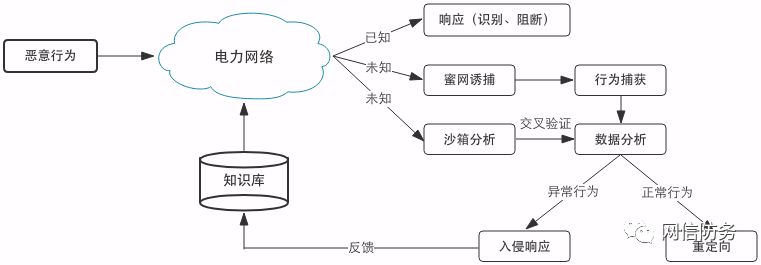 恶意行为
电力网络
已知
响应（识别、阻断）
未知
蜜网诱捕
行为捕获
未知
沙箱分析
交叉验证
数据分析
知识库
异常行为
正常行为
反馈
入侵响应
重定向
网信防务